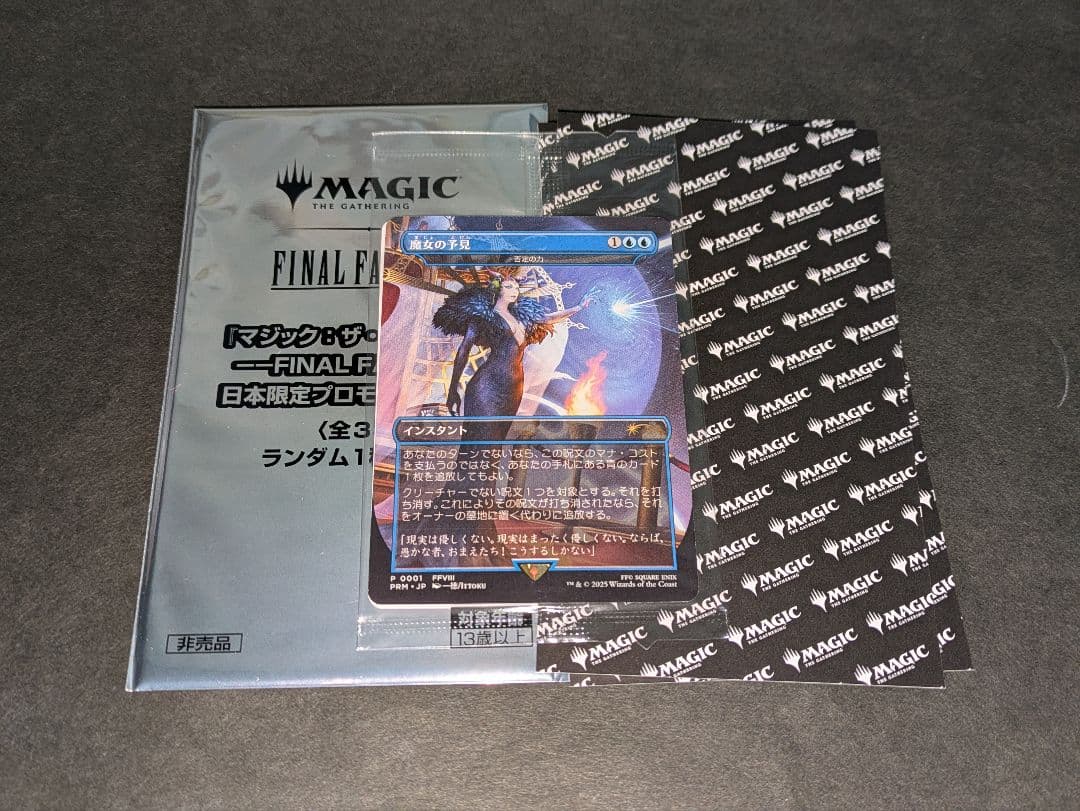 MAGIC
THE GATHERING
FINAL FA
『マジック:ザ・
——FINAL FA
日本限定プロモ
〈全3
ランダム1
非売品
対象年齢
13歳以上
魔女の予見
1
否定の力
インスタント
あなたのターンでないなら、この呪文のマナ・コスト
を支払うのではなく、あなたの手札にある青のカード
1枚を追放してもよい。
クリーチャーでない呪文1つを対象とする。それを打
ち消す。これによりその呪文が打ち消されたなら、それ
をオーナーの墓地に置く代わりに追放する。
「現実は優しくない。現実はまったく優しくない。ならば、
愚かな者、おまえたち!こうするしかない」
P 0001 FFVIII
PRM • JP 一徳/ITTOKU
FF© SQUARE ENIX
™ & © 2025 Wizards of the Coast
MAGIC
THE GATHERING